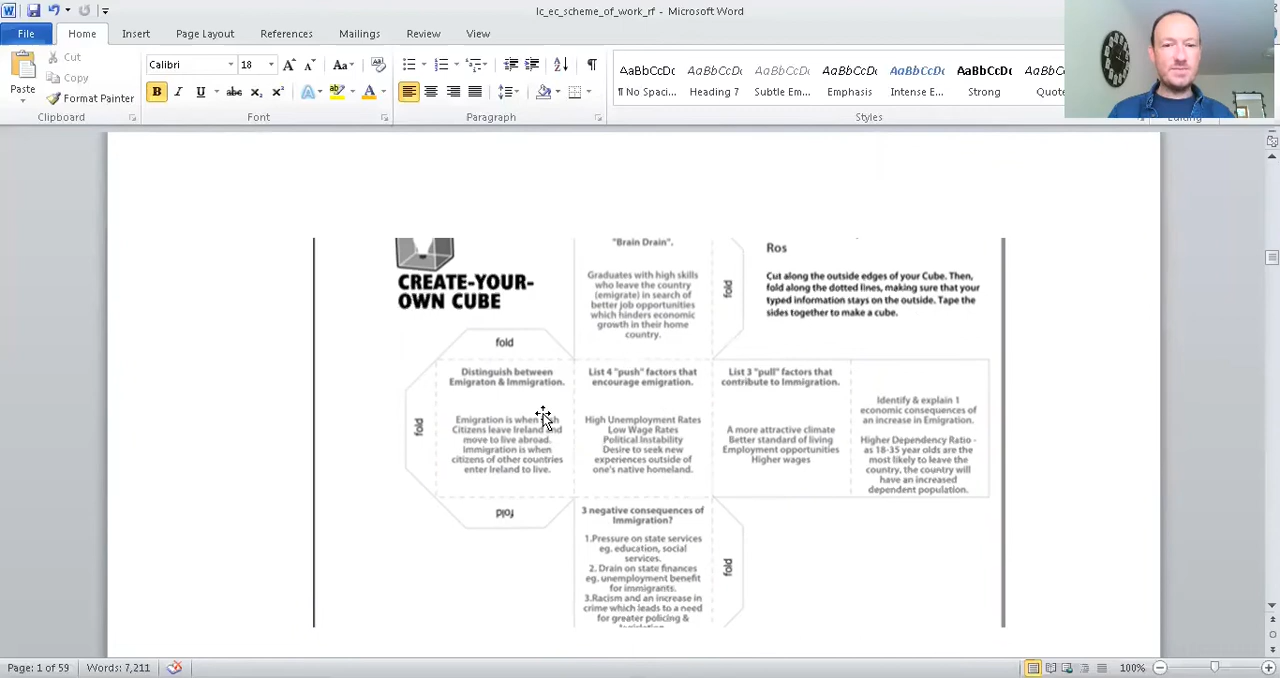 lc_ec_scheme_of_work_rf - Microsoft Word
File Home Insert Page Layout References Mailings Review View
Paste
Cut
Copy
Format Painter
Clipboard
Calibri 18
Font
Paragraph
AaBbCcDc AaBbCcDc AaBbCcDc AaBbCcDc AaBbCcDc AaBbCcDc AaBbCcDc
¶ No Spaci... Heading 7 Subtle Em... Emphasis Intense E... Strong Quote
Styles
Editing
CREATE-YOUR-
OWN CUBE
"Brain Drain".
Graduates with high skills
who leave the country
(emigrate) in search of
better job opportunities
which hinders economic
growth in their home
country.
fold
Ros
Cut along the outside edges of your Cube. Then,
fold along the dotted lines, making sure that your
typed information stays on the outside. Tape the
sides together to make a cube.
fold
fold
Distinguish between
Emigraton & Immigration.
Emigration is when
Citizens leave Ireland and
move to live abroad.
Immigration is when
citizens of other countries
enter Ireland to live.
fold
List 4 "push" factors that
encourage emigration.
High Unemployment Rates
Low Wage Rates
Political Instability
Desire to seek new
experiences outside of
one's native homeland.
List 3 "pull" factors that
contribute to Immigration.
A more attractive climate
Better standard of living
Employment opportunities
Higher wages
Identify & explain 1
economic consequences of
an increase in Emigration.
Higher Dependency Ratio -
as 18-35 year olds are the
most likely to leave the
country, the country will
have an increased
dependent population.
3 negative consequences of
Immigration?
1.Pressure on state services
eg. education, social
services.
2. Drain on state finances
eg. unemployment benefit
for immigrants.
3.Racism and an increase in
crime which leads to a need
for greater policing &
fold
Page: 1 of 59 Words: 7,211 100%